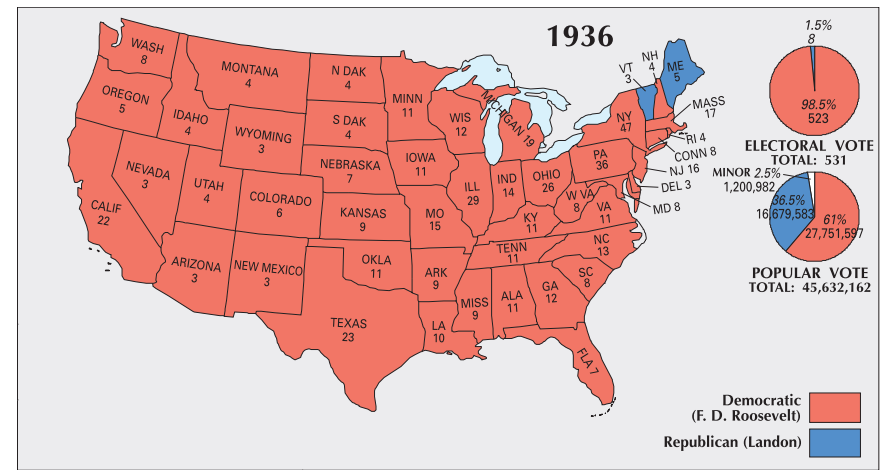 1936
WASH
8
OREGON
5
CALIF
22
IDAHO
4
NEVADA
3
MONTANA
4
WYOMING
3
UTAH
4
COLORADO
6
ARIZONA
3
NEW MEXICO
3
N DAK
4
S DAK
4
NEBRASKA
7
KANSAS
9
OKLA
11
TEXAS
23
MINN
11
IOWA
11
MO
15
ARK
9
LA
10
WIS
12
ILL
29
MICHIGAN 19
IND
14
OHIO
26
KY
11
TENN
11
MISS
9
ALA
11
GA
12
FLA 7
SC
8
NC
13
VA
11
W VA
8
PA
36
NY
47
VT
3
NH
4
ME
5
MASS
17
RI 4
CONN 8
NJ 16
DEL 3
MD 8
1.5%
8
98.5%
523
ELECTORAL VOTE
TOTAL: 531
MINOR 2.5%
1,200,982
36.5%
16,679,583
61%
27,751,597
POPULAR VOTE
TOTAL: 45,632,162
Democratic
(F. D. Roosevelt)
Republican (Landon)